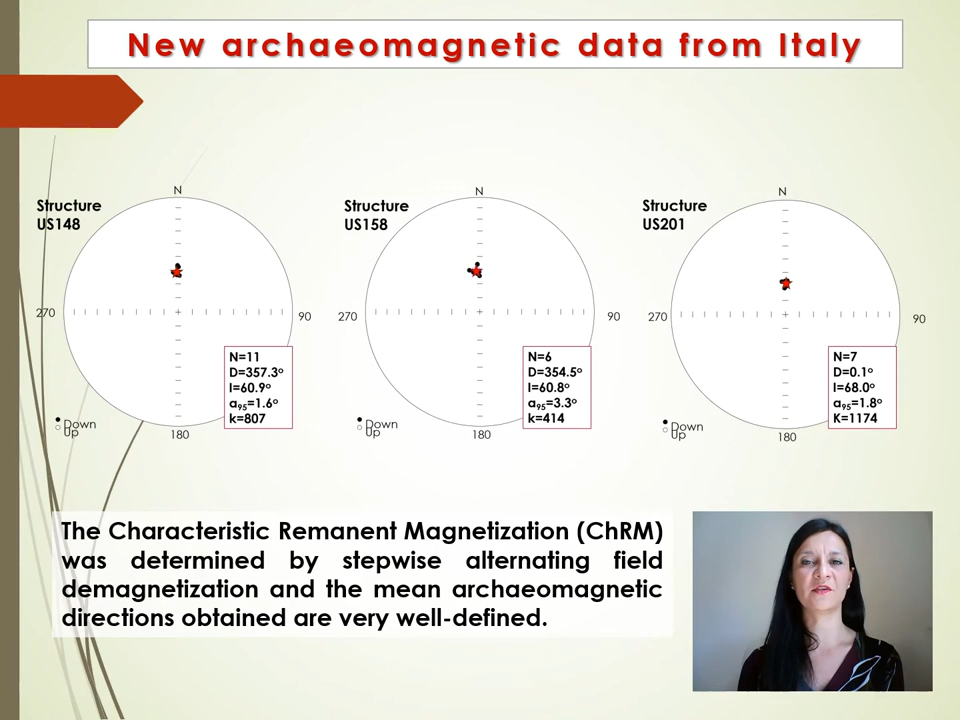 New archaeomagnetic data from Italy
Structure
US148
N
270
90
180
N=11
D=357.3o
I=60.9o
a95=1.6o
k=807
Down
Up
Structure
US158
N
270
90
180
N=6
D=354.5o
I=60.8o
a95=3.3o
k=414
Down
Up
Structure
US201
N
270
90
180
N=7
D=0.1o
I=68.0o
a95=1.8o
K=1174
Down
Up
The Characteristic Remanent Magnetization (ChRM)
was determined by stepwise alternating field
demagnetization and the mean archaeomagnetic
directions obtained are very well-defined.